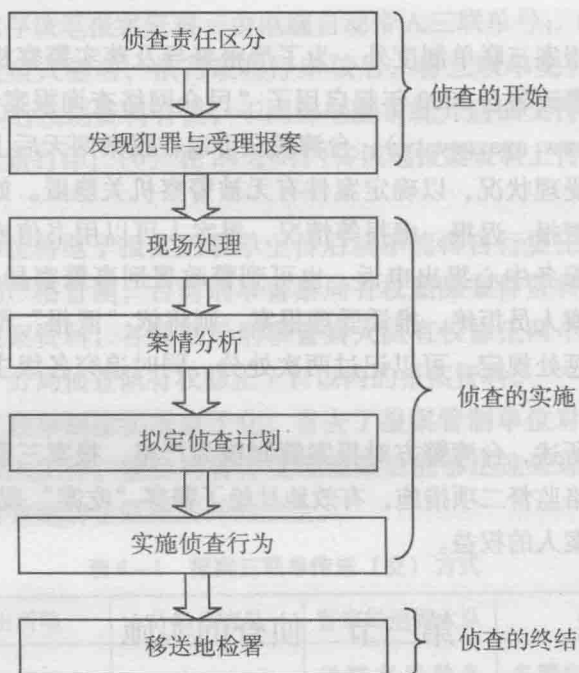 侦查责任区分
侦查的开始
发现犯罪与受理报案
现场处理
案情分析
侦查的实施
拟定侦查计划
实施侦查行为
移送地检署
侦查的终结